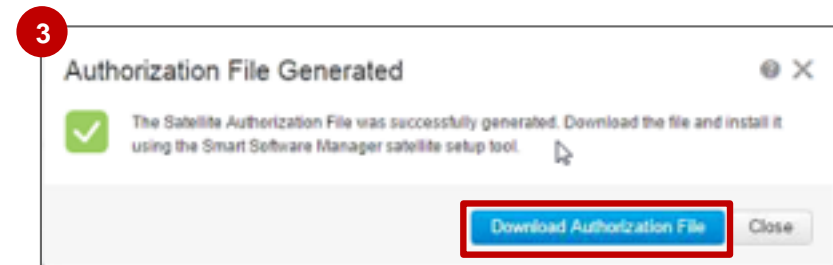 3
Authorization File Generated
The Satellite Authorization File was successfully generated. Download the file and install it
using the Smart Software Manager satellite setup tool.
Download Authorization File
Close